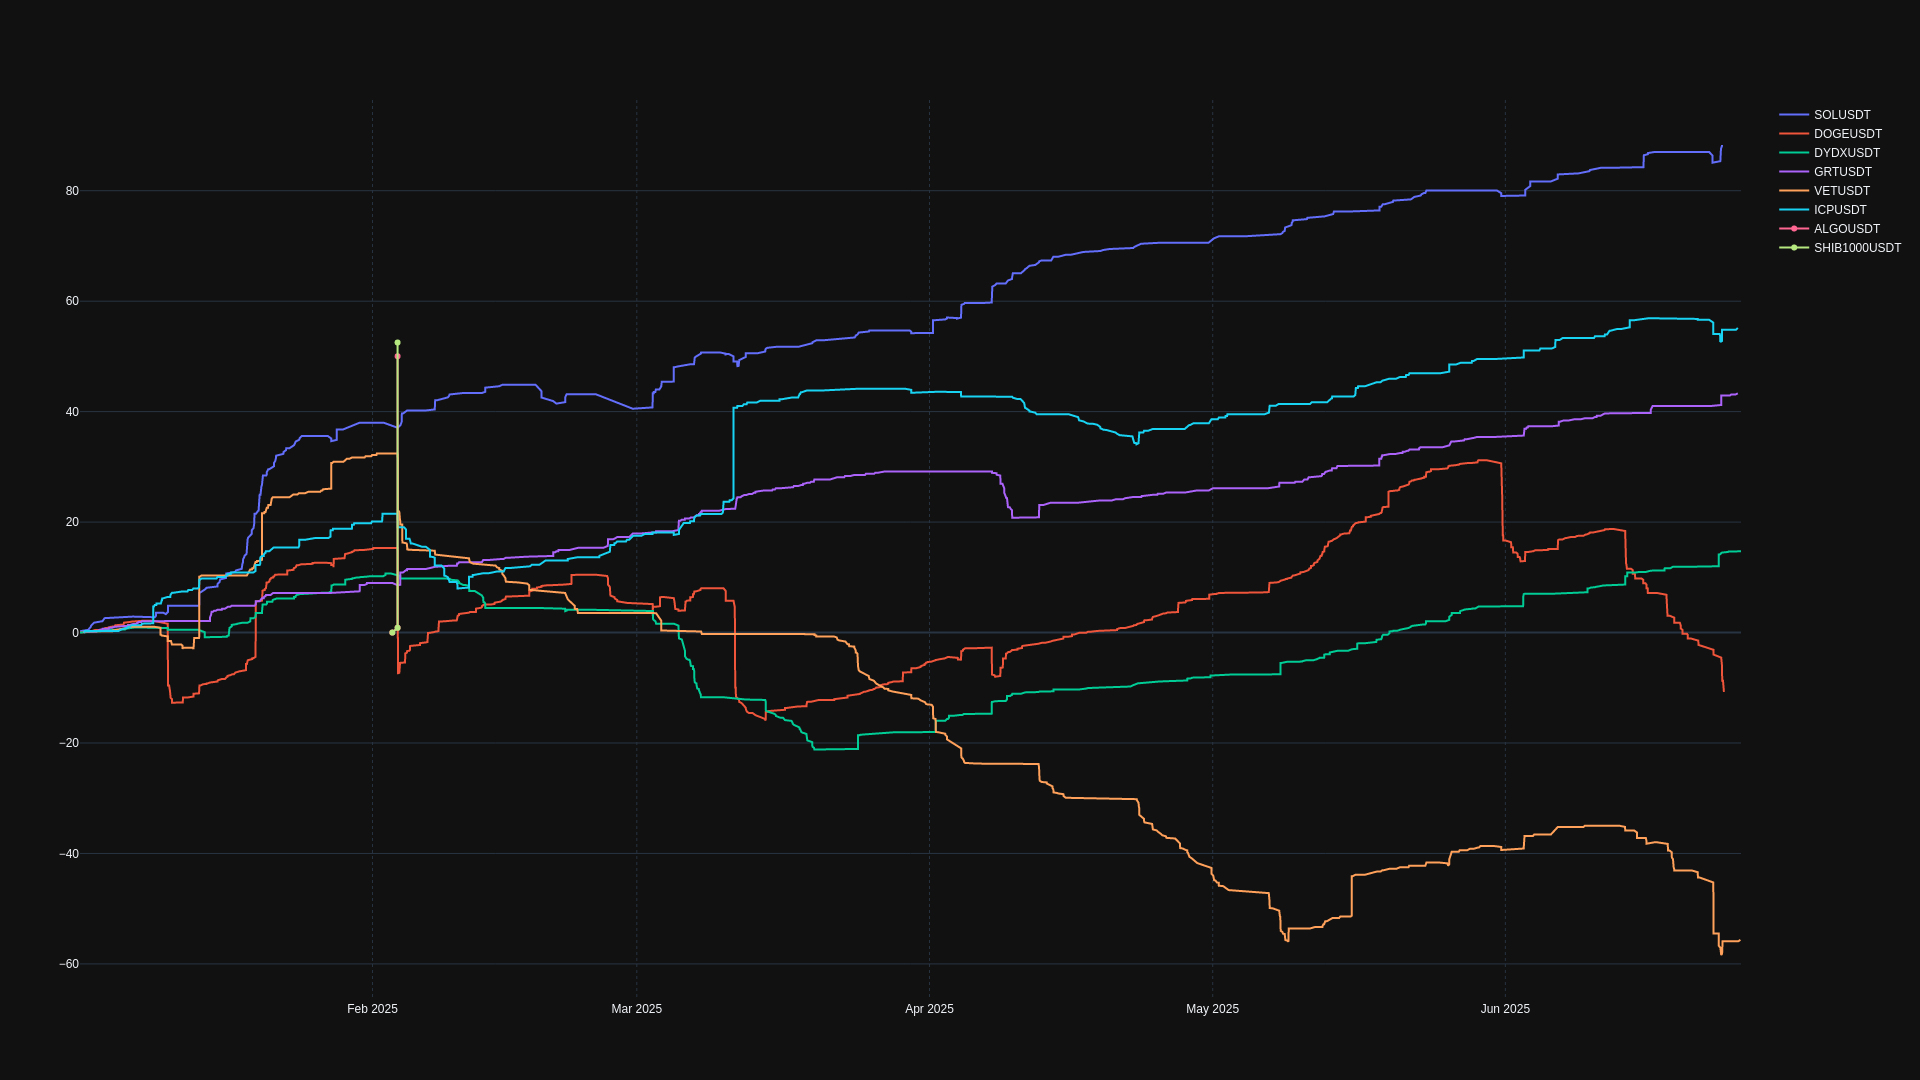 SOLUSDT
DOGEUSDT
DYDXUSDT
GRTUSDT
VETUSDT
ICPUSDT
ALGOUSDT
SHIB1000USDT
80
60
40
20
0
−20
−40
−60
Feb 2025
Mar 2025
Apr 2025
May 2025
Jun 2025